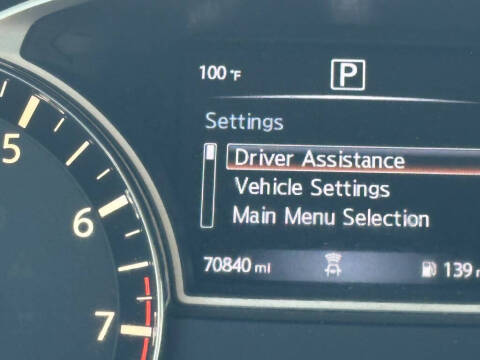 100 °F P
Settings
Driver Assistance
Vehicle Settings
Main Menu Selection
70840 mi 139
5
6
7